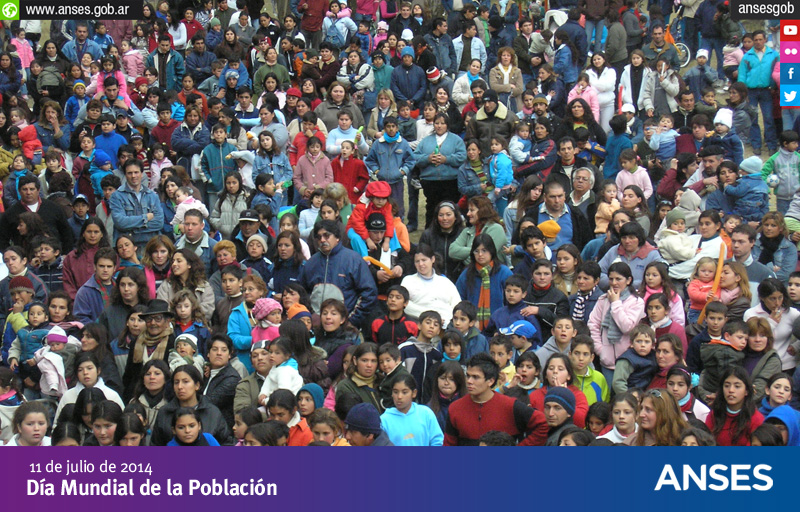 www.anses.gob.ar
ansesgob
11 de julio de 2014
Día Mundial de la Población
ANSES